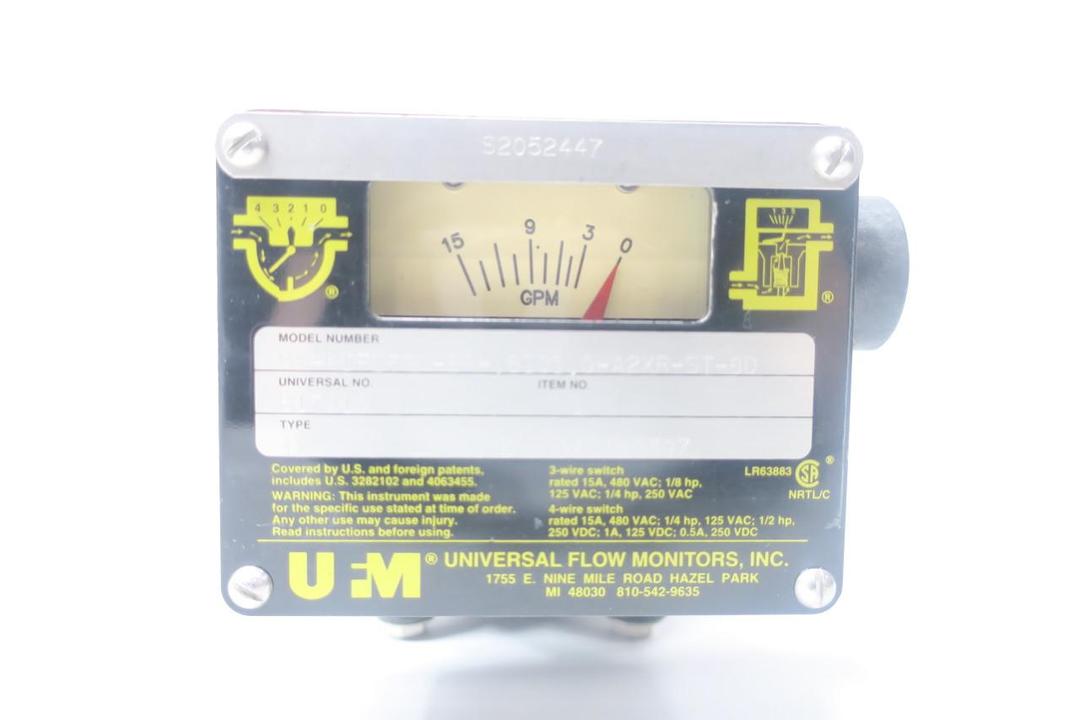 S2052447
4 3 2 1 0
15 9 3 0
GPM
MODEL NUMBER
-A2XR-ST-8D
UNIVERSAL NO. ITEM NO.
TYPE
Covered by U.S. and foreign patents,
includes U.S. 3282102 and 4063455.
WARNING: This instrument was made
for the specific use stated at time of order.
Any other use may cause injury.
Read instructions before using.
3-wire switch
rated 15A, 480 VAC; 1/8 hp,
125 VAC; 1/4 hp, 250 VAC
4-wire switch
rated 15A, 480 VAC; 1/4 hp, 125 VAC; 1/2 hp,
250 VDC; 1A, 125 VDC; 0.5A, 250 VDC
LR63883 ®
NRTL/C
UFM® UNIVERSAL FLOW MONITORS, INC.
1755 E. NINE MILE ROAD HAZEL PARK
MI 48030 810-542-9635